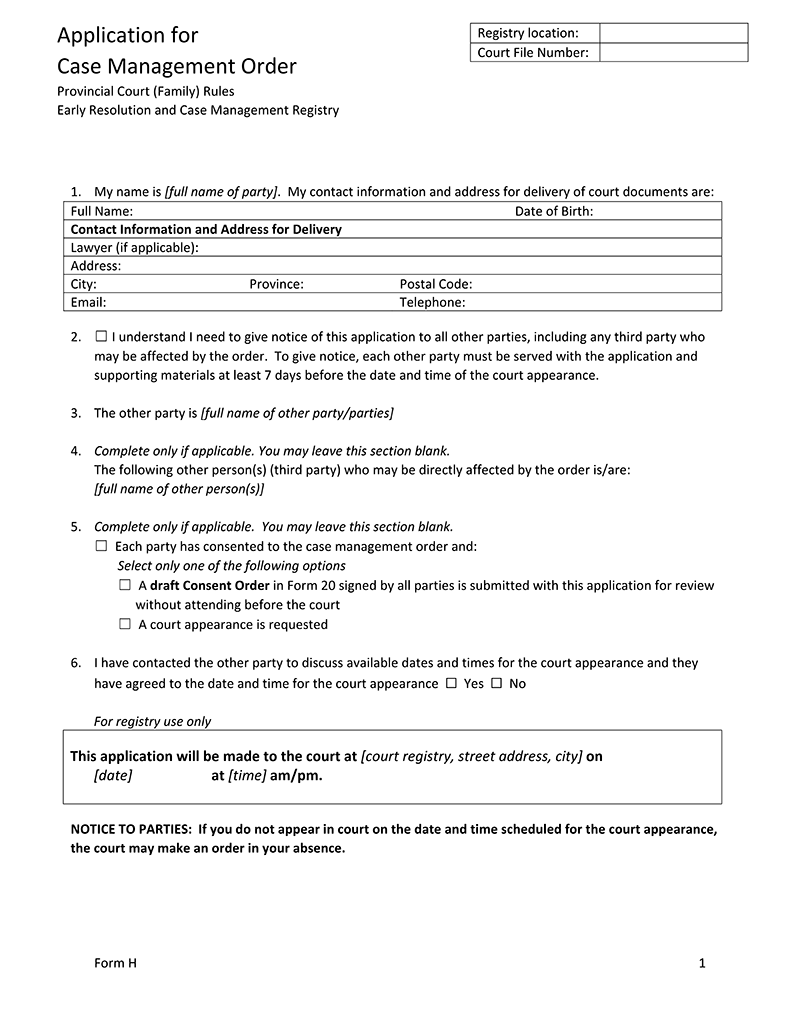 Application for
Case Management Order
Provincial Court (Family) Rules
Early Resolution and Case Management Registry
Registry location:
Court File Number:
1. My name is [full name of party]. My contact information and address for delivery of court documents are:
Full Name: Date of Birth:
Contact Information and Address for Delivery
Lawyer (if applicable):
Address:
City: Province: Postal Code:
Email: Telephone:
2. ☐ I understand I need to give notice of this application to all other parties, including any third party who
may be affected by the order. To give notice, each other party must be served with the application and
supporting materials at least 7 days before the date and time of the court appearance.
3. The other party is [full name of other party/parties]
4. Complete only if applicable. You may leave this section blank.
The following other person(s) (third party) who may be directly affected by the order is/are:
[full name of other person(s)]
5. Complete only if applicable. You may leave this section blank.
☐ Each party has consented to the case management order and:
Select only one of the following options
☐ A draft Consent Order in Form 20 signed by all parties is submitted with this application for review
without attending before the court
☐ A court appearance is requested
6. I have contacted the other party to discuss available dates and times for the court appearance and they
have agreed to the date and time for the court appearance ☐ Yes ☐ No
For registry use only
This application will be made to the court at [court registry, street address, city] on
[date] at [time] am/pm.
NOTICE TO PARTIES: If you do not appear in court on the date and time scheduled for the court appearance,
the court may make an order in your absence.
Form H 1